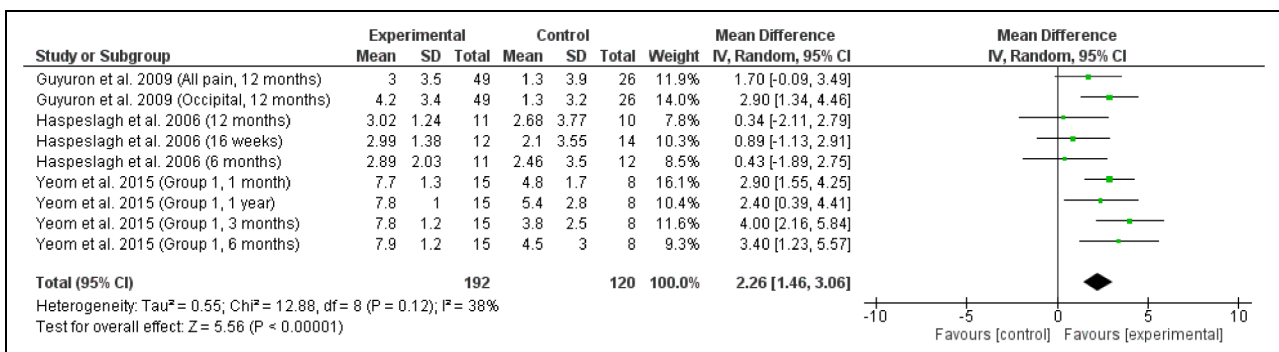 Experimental Control Mean Difference Mean Difference
Study or Subgroup Mean SD Total Mean SD Total Weight IV, Random, 95% CI IV, Random, 95% CI
Guyuron et al. 2009 (All pain, 12 months) 3 3.5 49 1.3 3.9 26 11.9% 1.70 [-0.09, 3.49]
Guyuron et al. 2009 (Occipital, 12 months) 4.2 3.4 49 1.3 3.2 26 14.0% 2.90 [1.34, 4.46]
Haspeslagh et al. 2006 (12 months) 3.02 1.24 11 2.68 3.77 10 7.8% 0.34 [-2.11, 2.79]
Haspeslagh et al. 2006 (16 weeks) 2.99 1.38 12 2.1 3.55 14 10.3% 0.89 [-1.13, 2.91]
Haspeslagh et al. 2006 (6 months) 2.89 2.03 11 2.46 3.5 12 8.5% 0.43 [-1.89, 2.75]
Yeom et al. 2015 (Group 1, 1 month) 7.7 1.3 15 4.8 1.7 8 16.1% 2.90 [1.55, 4.25]
Yeom et al. 2015 (Group 1, 1 year) 7.8 1 15 5.4 2.8 8 10.4% 2.40 [0.39, 4.41]
Yeom et al. 2015 (Group 1, 3 months) 7.8 1.2 15 3.8 2.5 8 11.6% 4.00 [2.16, 5.84]
Yeom et al. 2015 (Group 1, 6 months) 7.9 1.2 15 4.5 3 8 9.3% 3.40 [1.23, 5.57]
Total (95% CI) 192 120 100.0% 2.26 [1.46, 3.06]
Heterogeneity: Tau² = 0.55; Chi² = 12.88, df = 8 (P = 0.12); I² = 38%
Test for overall effect: Z = 5.56 (P < 0.00001)
-10 -5 0 5 10
Favours [control] Favours [experimental]